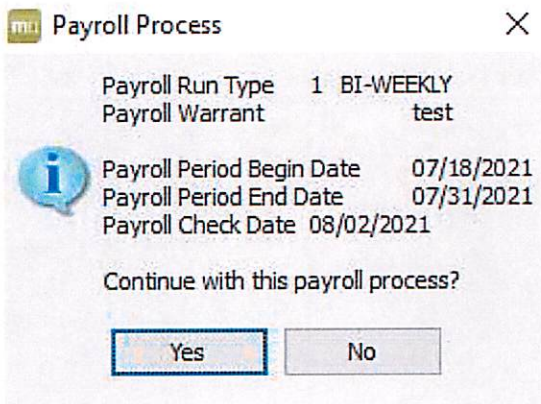 mu Payroll Process
Payroll Run Type 1 BI-WEEKLY
Payroll Warrant test
Payroll Period Begin Date 07/18/2021
Payroll Period End Date 07/31/2021
Payroll Check Date 08/02/2021
Continue with this payroll process?
Yes No